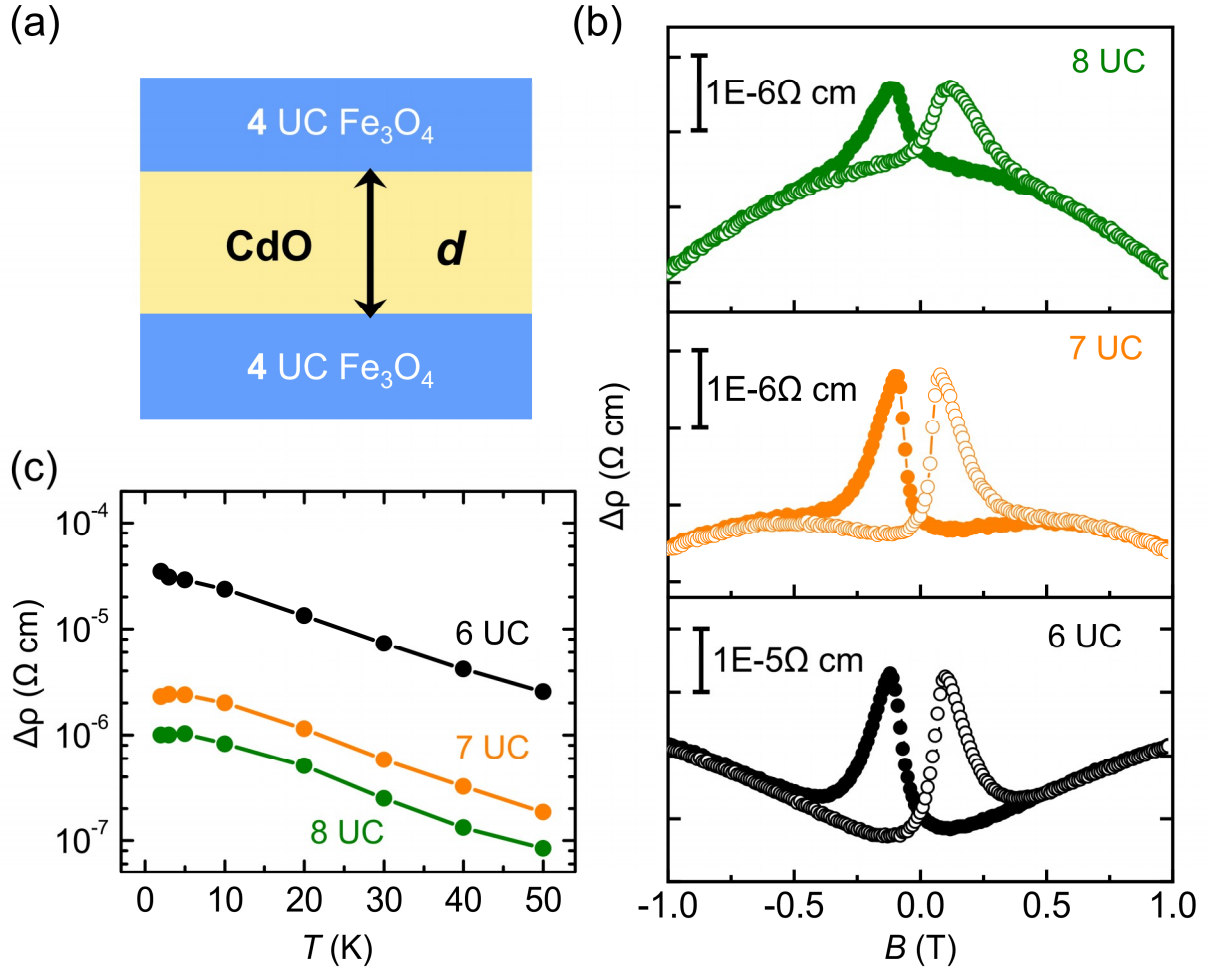 (a)
4 UC Fe₃O₄
CdO
d
4 UC Fe₃O₄
(b)
8 UC
1E-6Ω cm
7 UC
1E-6Ω cm
6 UC
1E-5Ω cm
Δρ (Ω cm)
-1.0 -0.5 0.0 0.5 1.0
B (T)
(c)
10⁻⁴
10⁻⁵
10⁻⁶
10⁻⁷
Δρ (Ω cm)
6 UC
7 UC
8 UC
0 10 20 30 40 50
T (K)